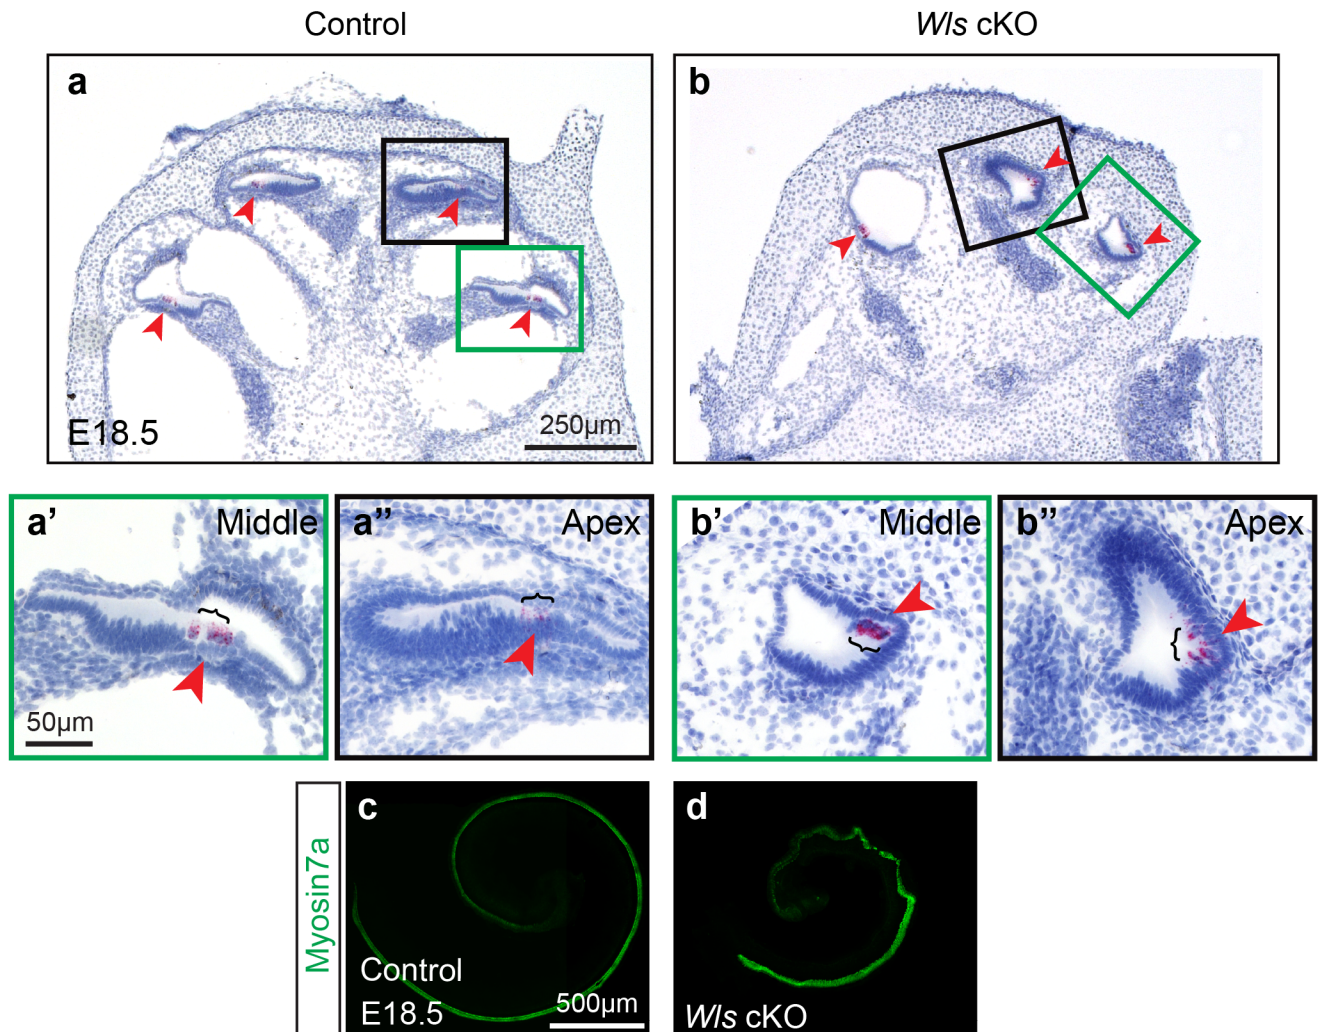 Control
Wls cKO
a
b
E18.5
250µm
a’
Middle
a’’
Apex
b’
Middle
b’’
Apex
50µm
Myosin7a
c
d
Control
E18.5
500µm
Wls cKO